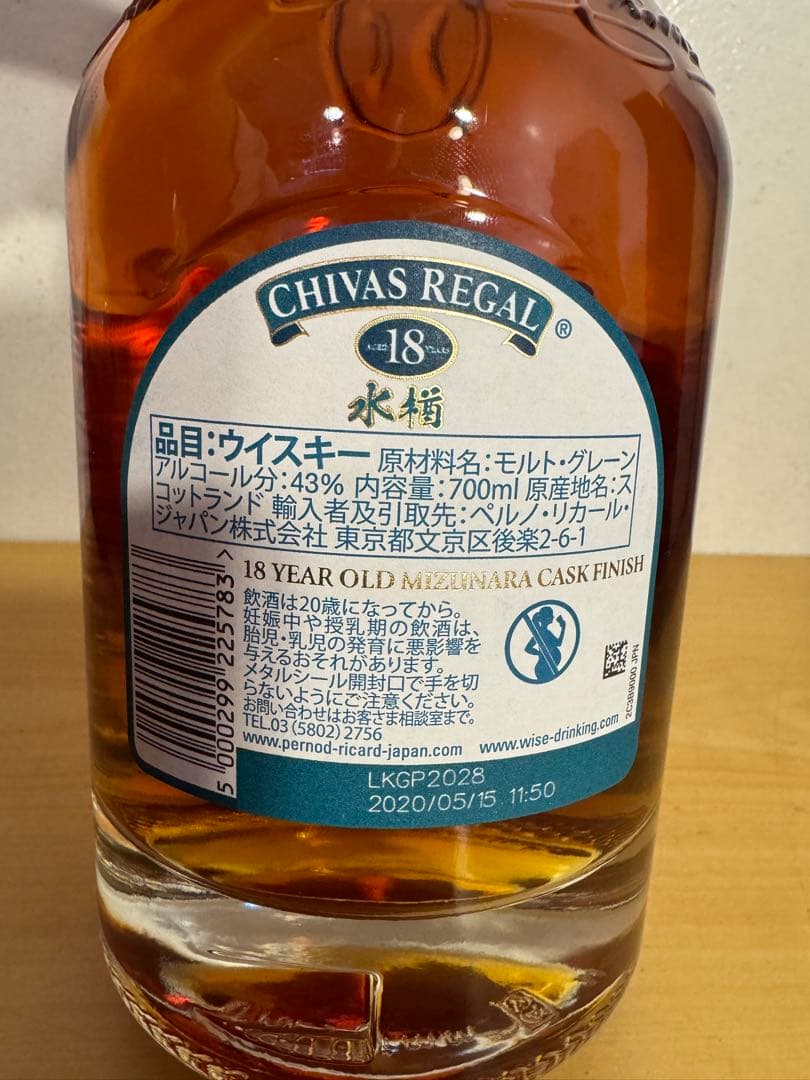 CHIVAS REGAL ®
AGED 18 YEARS
水楢
品目:ウイスキー 原材料名:モルト・グレーン
アルコール分:43% 内容量:700ml 原産地名:ス
コットランド 輸入者及引取先:ペルノ・リカール・
ジャパン株式会社 東京都文京区後楽2-6-1
18 YEAR OLD MIZUNARA CASK FINISH
飲酒は20歳になってから。
妊娠中や授乳期の飲酒は、
胎児・乳児の発育に悪影響を
与えるおそれがあります。
メタルシール開封口で手を切
らないようにご注意ください。
お問い合わせはお客さま相談室まで。
TEL.03(5802)2756
www.pernod-ricard-japan.com www.wise-drinking.com
5 000299 225783 >
2C3B9000 JPN
LKGP2028
2020/05/15 11:50